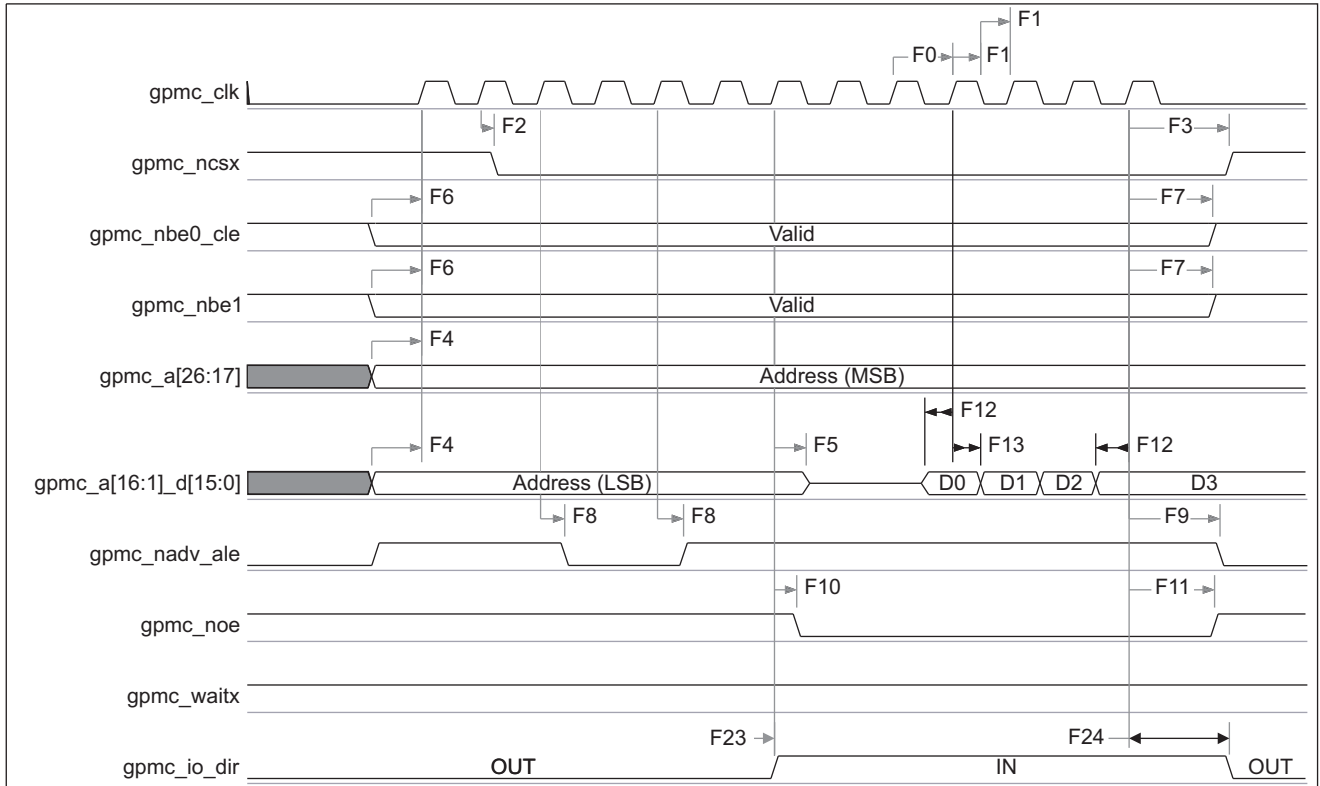 F1
F0 F1
gpmc_clk
F2 F3
gpmc_ncsx
F6 F7
gpmc_nbe0_cle Valid
F6 F7
gpmc_nbe1 Valid
F4
gpmc_a[26:17] Address (MSB)
F12
F4 F5 F13 F12
gpmc_a[16:1]_d[15:0] Address (LSB) D0 D1 D2 D3
F8 F8 F9
gpmc_nadv_ale
F10 F11
gpmc_noe
gpmc_waitx
F23 F24
gpmc_io_dir OUT IN OUT